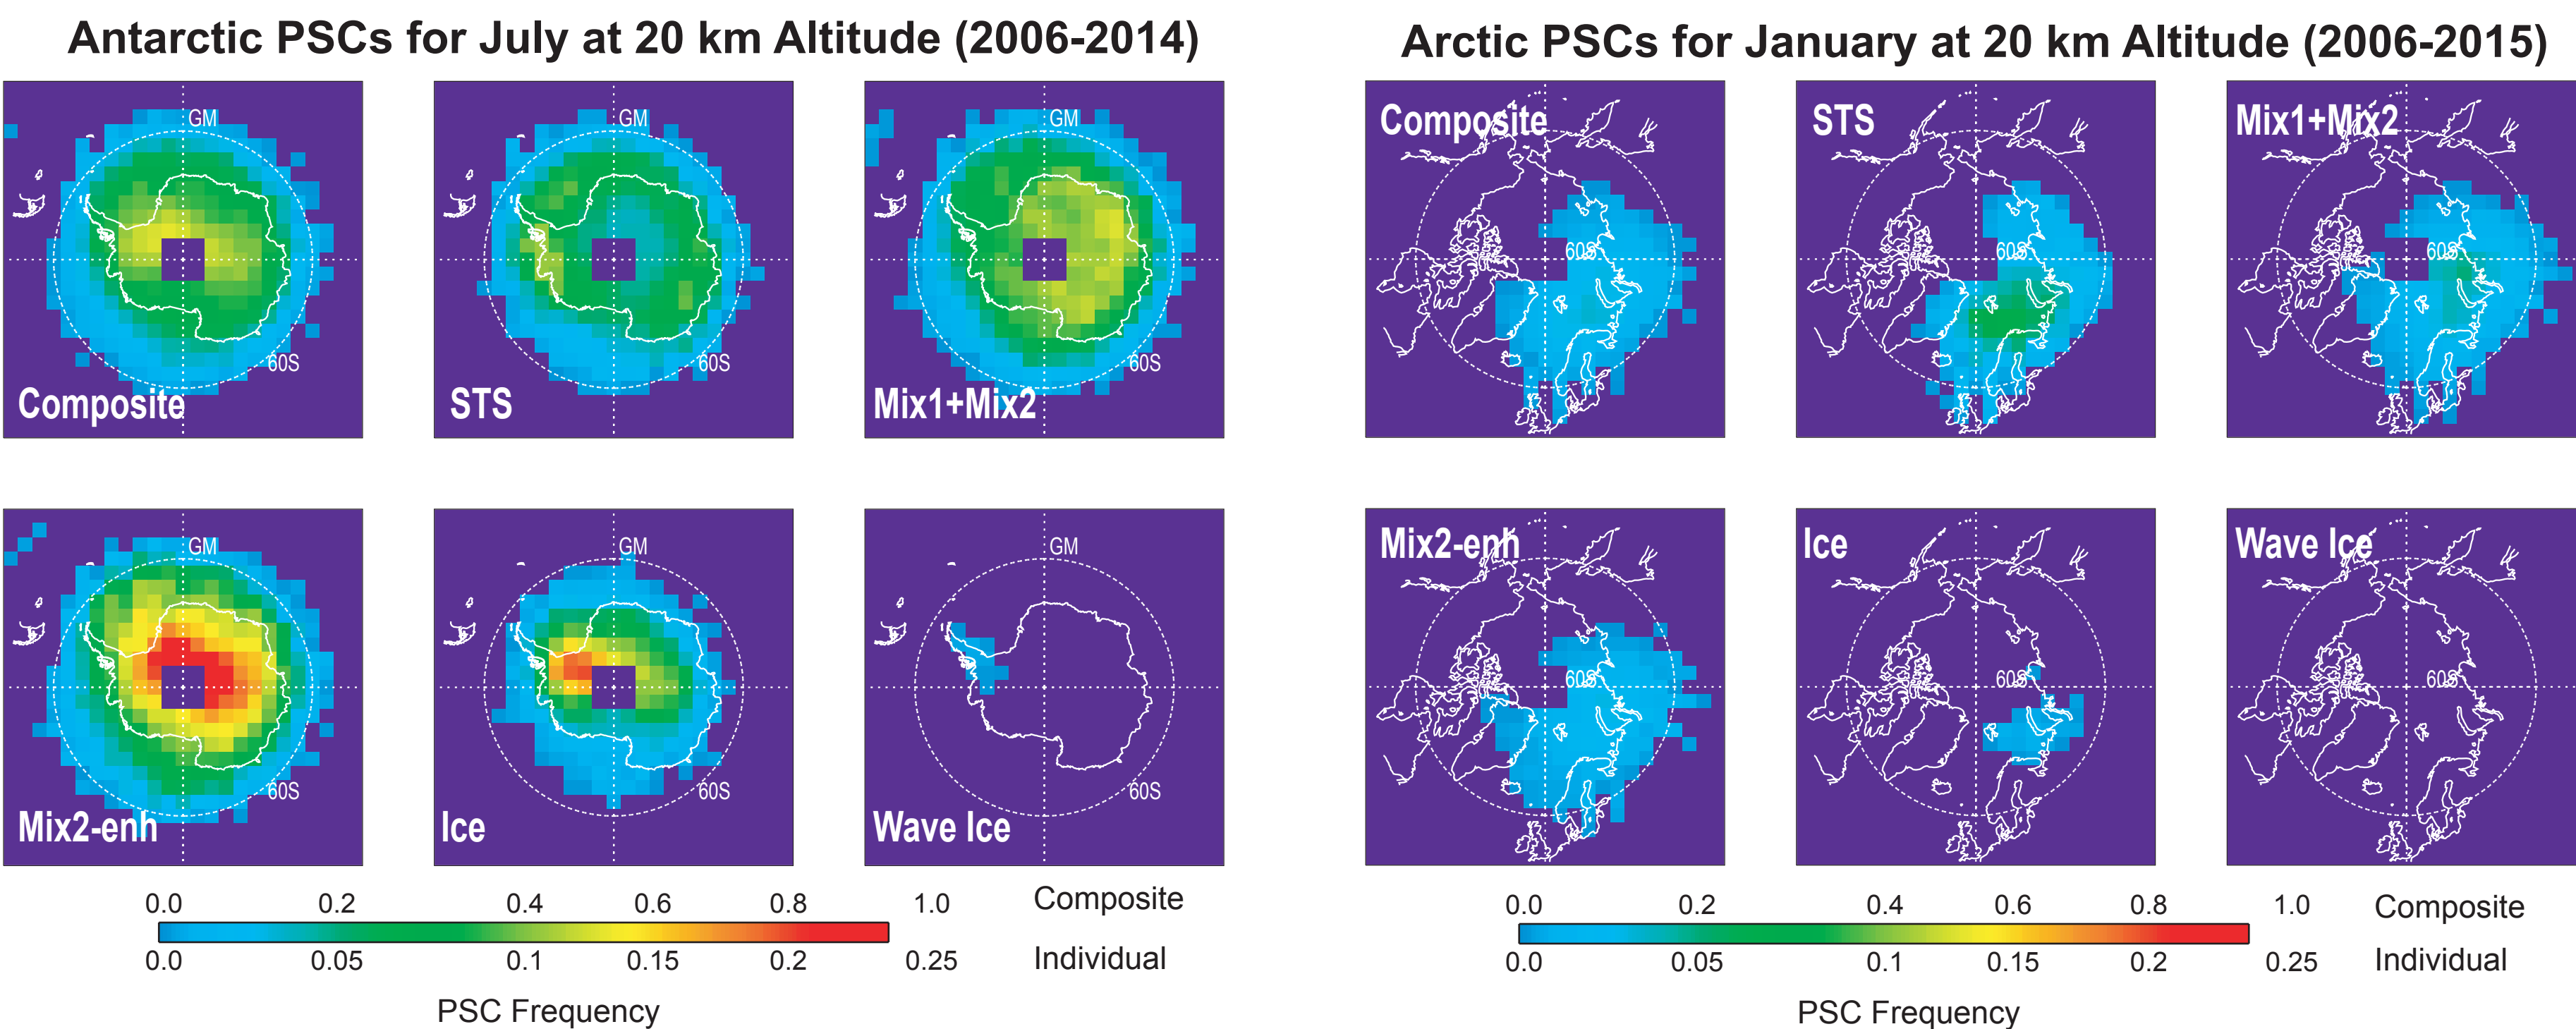 Antarctic PSCs for July at 20 km Altitude (2006-2014)
GM
60S
Composite
GM
60S
STS
GM
60S
Mix1+Mix2
GM
60S
Mix2-enh
GM
60S
Ice
GM
60S
Wave Ice
0.0 0.2 0.4 0.6 0.8 1.0 Composite
0.0 0.05 0.1 0.15 0.2 0.25 Individual
PSC Frequency
Arctic PSCs for January at 20 km Altitude (2006-2015)
Composite
60S
STS
60S
Mix1+Mix2
60S
Mix2-enh
60S
Ice
60S
Wave Ice
60S
0.0 0.2 0.4 0.6 0.8 1.0 Composite
0.0 0.05 0.1 0.15 0.2 0.25 Individual
PSC Frequency